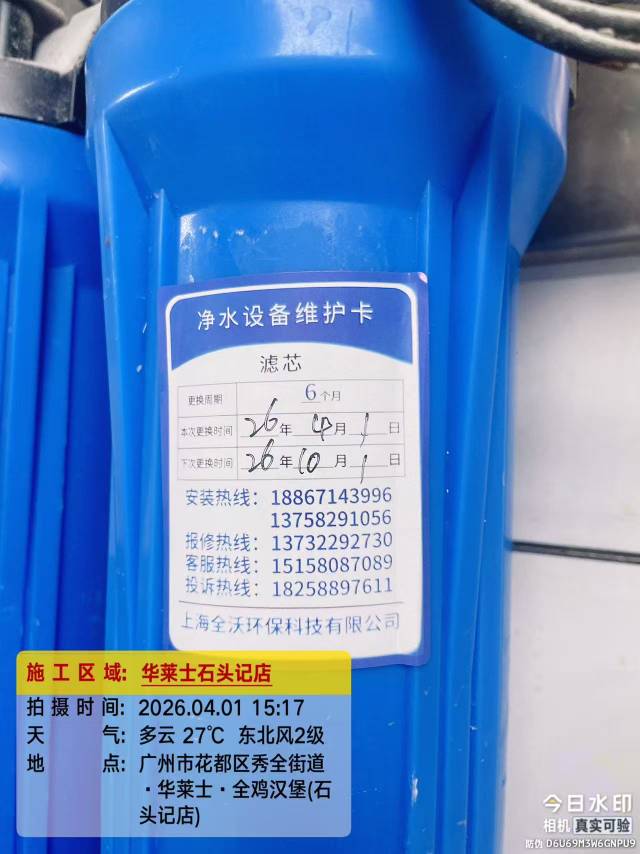 净水设备维护卡
滤芯
更换周期 6个月
本次更换时间 26年4月1日
下次更换时间 26年10月1日
安装热线：18867143996
13758291056
报修热线：13732292730
客服热线：15158087089
投诉热线：18258897611
上海全沃环保科技有限公司
施工区域：华莱士石头记店
拍摄时间：2026.04.01 15:17
天气：多云 27℃ 东北风2级
地点：广州市花都区秀全街道
·华莱士·全鸡汉堡(石
头记店)
今日水印
相机 真实可验
防伪 D6U69M3W6GNPU9